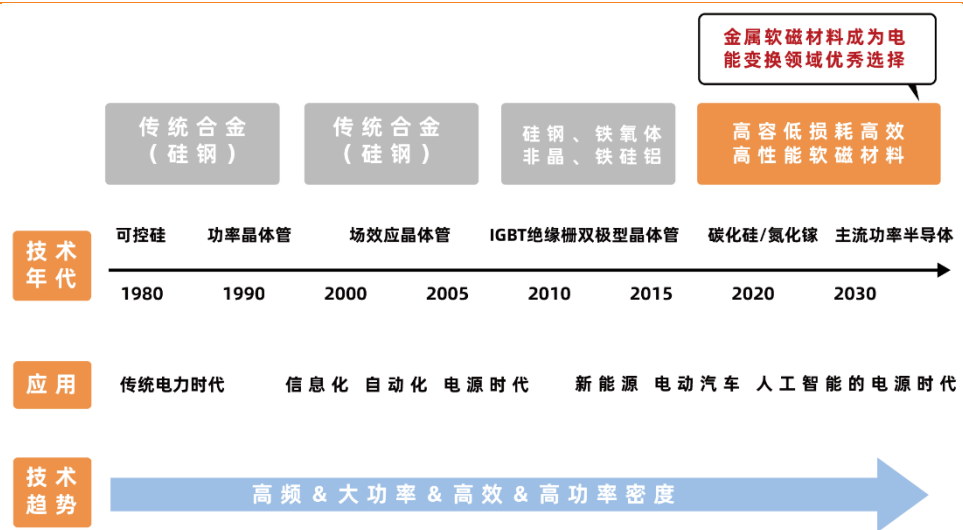 金属软磁材料成为电
能变换领域优秀选择
传统合金
（硅钢）
传统合金
（硅钢）
硅钢、铁氧体
非晶、铁硅铝
高容低损耗高效
高性能软磁材料
技术
年代
可控硅 功率晶体管 场效应晶体管 IGBT绝缘栅双极型晶体管 碳化硅/氮化镓 主流功率半导体
1980 1990 2000 2005 2010 2015 2020 2030
应用
传统电力时代 信息化 自动化 电源时代 新能源 电动汽车 人工智能的电源时代
技术
趋势
高频&大功率&高效&高功率密度